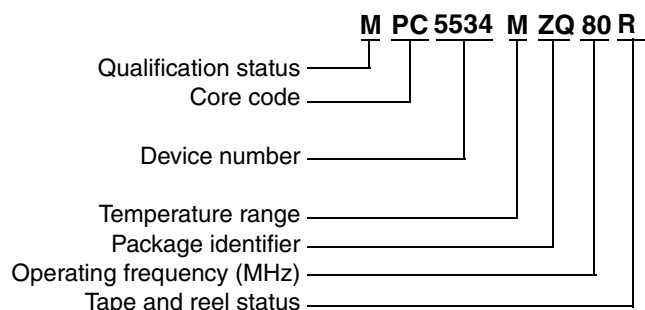 M PC 5534 M ZQ 80 R
Qualification status
Core code
Device number
Temperature range
Package identifier
Operating frequency (MHz)
Tape and reel status